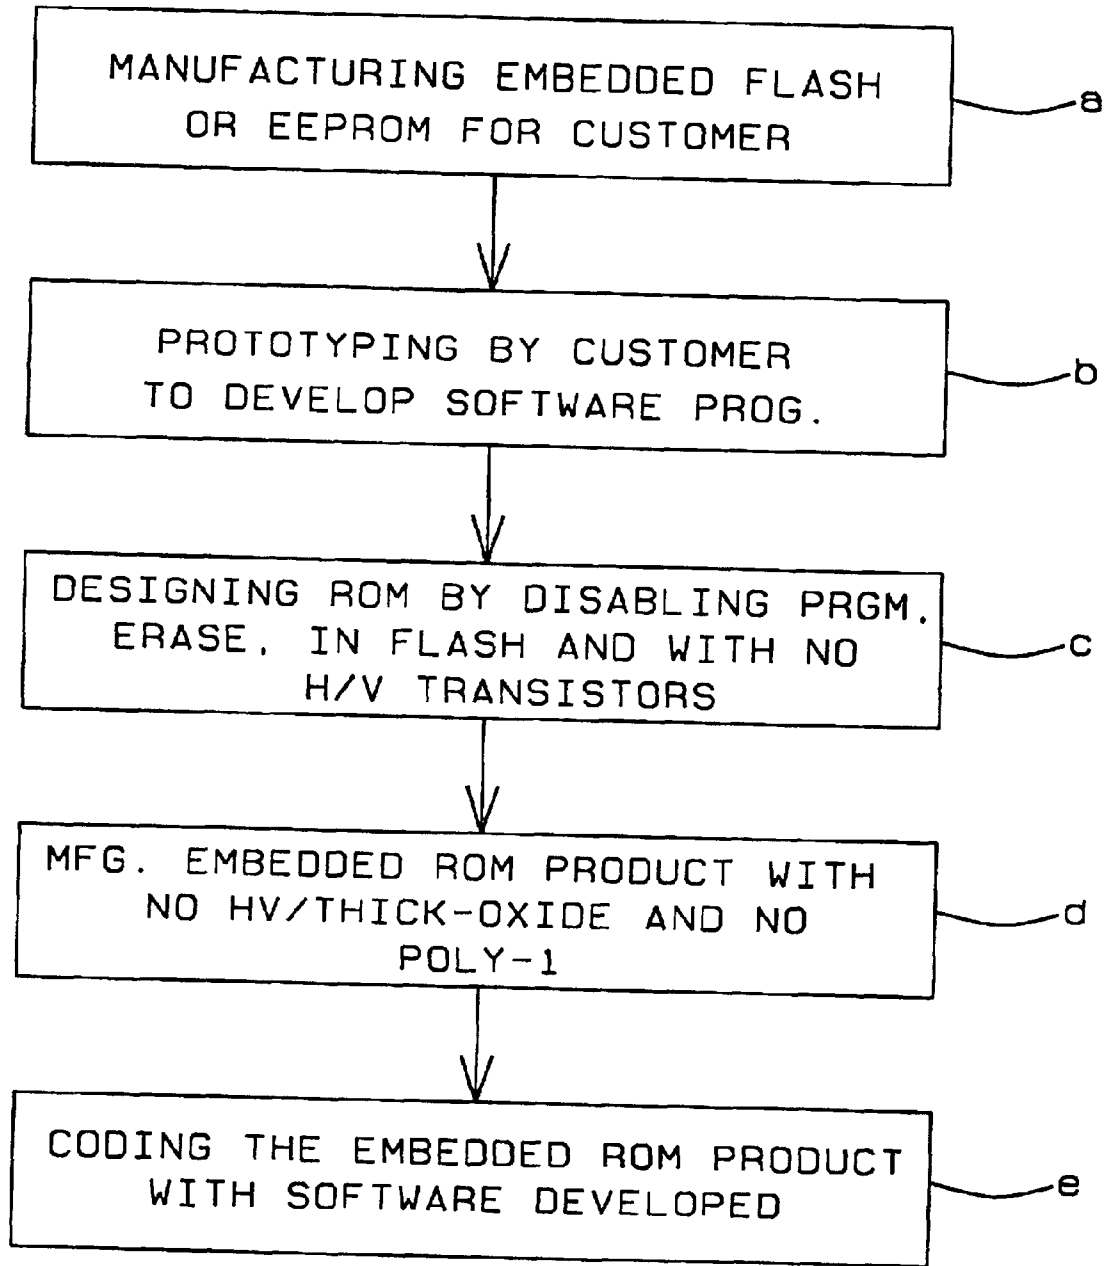 MANUFACTURING EMBEDDED FLASH
OR EEPROM FOR CUSTOMER
a
PROTOTYPING BY CUSTOMER
TO DEVELOP SOFTWARE PROG.
b
DESIGNING ROM BY DISABLING PRGM.
ERASE. IN FLASH AND WITH NO
H/V TRANSISTORS
c
MFG. EMBEDDED ROM PRODUCT WITH
NO HV/THICK-OXIDE AND NO
POLY-1
d
CODING THE EMBEDDED ROM PRODUCT
WITH SOFTWARE DEVELOPED
e